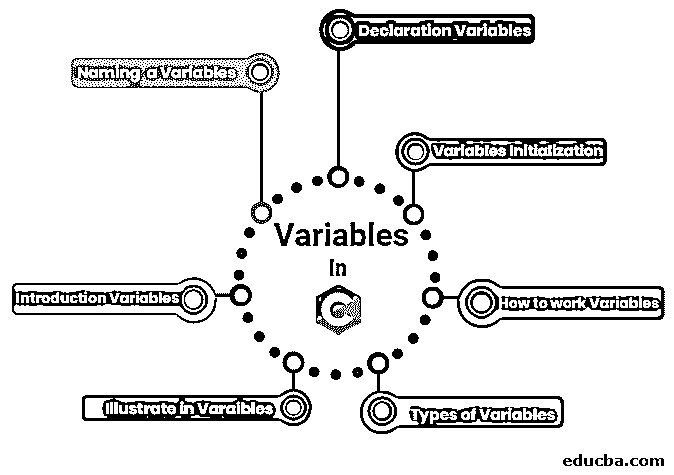 Declaration Variables
Naming a Variables
Variables Initialization
Variables
In
Introduction Variables
How to work Variables
Illustrate in Varaibles
Types of Variables
educba.com